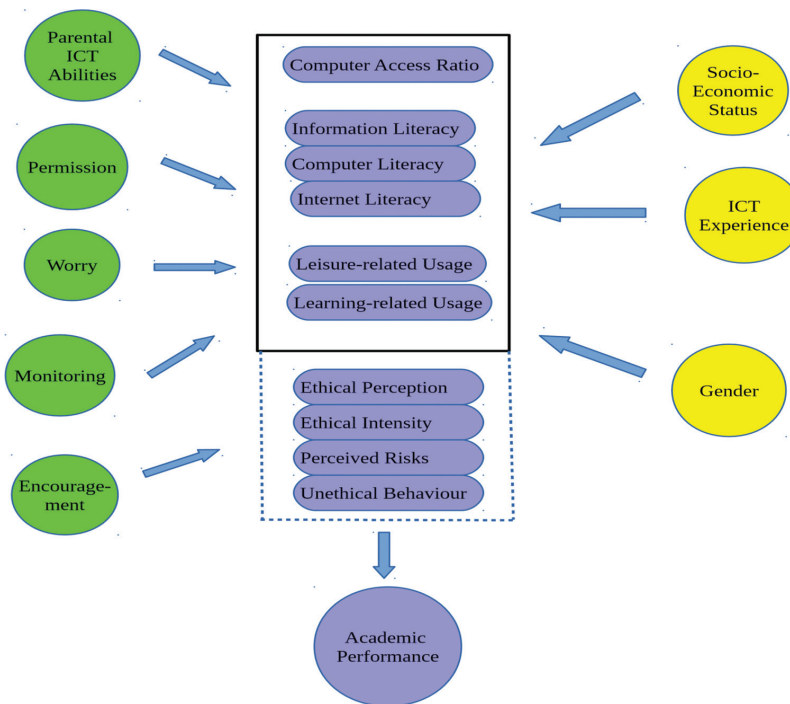 Parental
ICT
Abilities
Permission
Worry
Monitoring
Encourage-
ment
Computer Access Ratio
Information Literacy
Computer Literacy
Internet Literacy
Leisure-related Usage
Learning-related Usage
Ethical Perception
Ethical Intensity
Perceived Risks
Unethical Behaviour
Socio-
Economic
Status
ICT
Experience
Gender
Academic
Performance